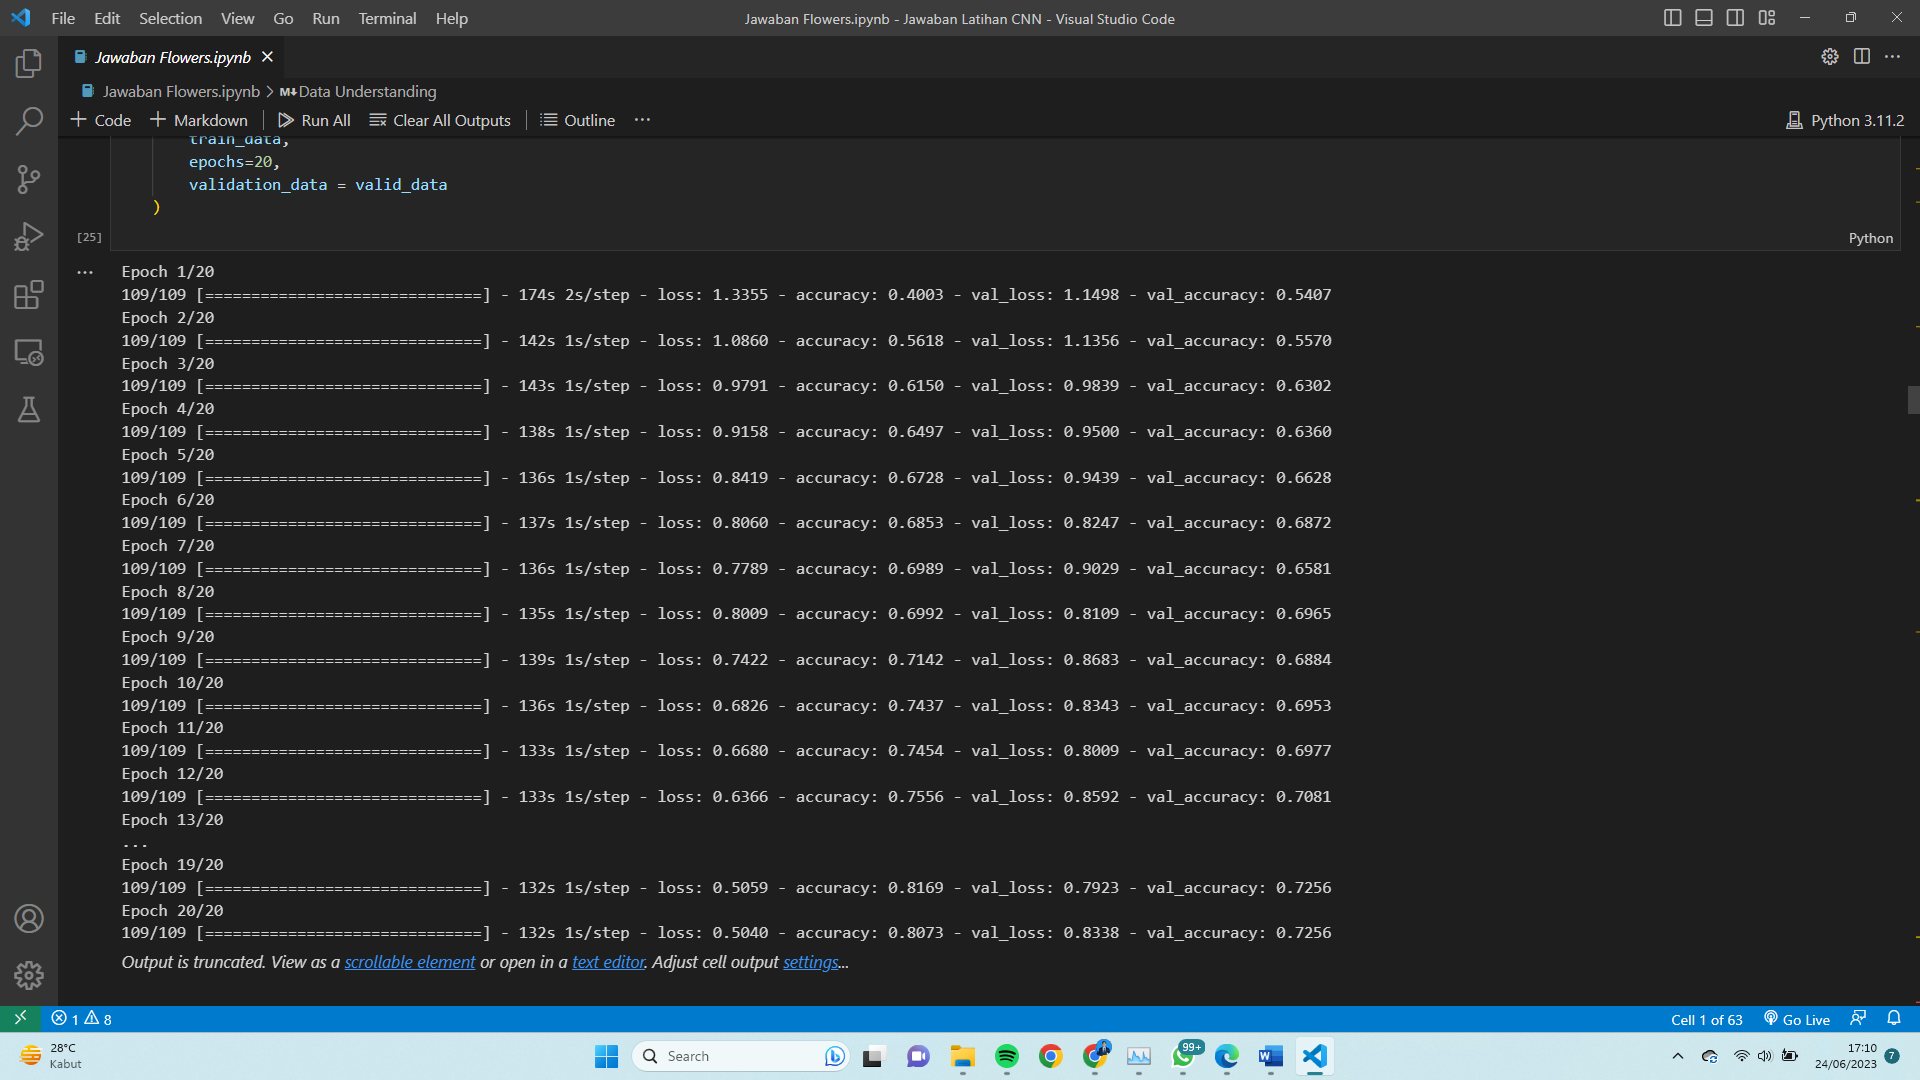 File Edit Selection View Go Run Terminal Help
Jawaban Flowers.ipynb - Jawaban Latihan CNN - Visual Studio Code
Jawaban Flowers.ipynb
Jawaban Flowers.ipynb > M↓Data Understanding
+ Code + Markdown Run All Clear All Outputs Outline ...
Python 3.11.2
train_data,
epochs=20,
validation_data = valid_data
)
[25]
Python
...
Epoch 1/20
109/109 [==============================] - 174s 2s/step - loss: 1.3355 - accuracy: 0.4003 - val_loss: 1.1498 - val_accuracy: 0.5407
Epoch 2/20
109/109 [==============================] - 142s 1s/step - loss: 1.0860 - accuracy: 0.5618 - val_loss: 1.1356 - val_accuracy: 0.5570
Epoch 3/20
109/109 [==============================] - 143s 1s/step - loss: 0.9791 - accuracy: 0.6150 - val_loss: 0.9839 - val_accuracy: 0.6302
Epoch 4/20
109/109 [==============================] - 138s 1s/step - loss: 0.9158 - accuracy: 0.6497 - val_loss: 0.9500 - val_accuracy: 0.6360
Epoch 5/20
109/109 [==============================] - 136s 1s/step - loss: 0.8419 - accuracy: 0.6728 - val_loss: 0.9439 - val_accuracy: 0.6628
Epoch 6/20
109/109 [==============================] - 137s 1s/step - loss: 0.8060 - accuracy: 0.6853 - val_loss: 0.8247 - val_accuracy: 0.6872
Epoch 7/20
109/109 [==============================] - 136s 1s/step - loss: 0.7789 - accuracy: 0.6989 - val_loss: 0.9029 - val_accuracy: 0.6581
Epoch 8/20
109/109 [==============================] - 135s 1s/step - loss: 0.8009 - accuracy: 0.6992 - val_loss: 0.8109 - val_accuracy: 0.6965
Epoch 9/20
109/109 [==============================] - 139s 1s/step - loss: 0.7422 - accuracy: 0.7142 - val_loss: 0.8683 - val_accuracy: 0.6884
Epoch 10/20
109/109 [==============================] - 136s 1s/step - loss: 0.6826 - accuracy: 0.7437 - val_loss: 0.8343 - val_accuracy: 0.6953
Epoch 11/20
109/109 [==============================] - 133s 1s/step - loss: 0.6680 - accuracy: 0.7454 - val_loss: 0.8009 - val_accuracy: 0.6977
Epoch 12/20
109/109 [==============================] - 133s 1s/step - loss: 0.6366 - accuracy: 0.7556 - val_loss: 0.8592 - val_accuracy: 0.7081
Epoch 13/20
...
Epoch 19/20
109/109 [==============================] - 132s 1s/step - loss: 0.5059 - accuracy: 0.8169 - val_loss: 0.7923 - val_accuracy: 0.7256
Epoch 20/20
109/109 [==============================] - 132s 1s/step - loss: 0.5040 - accuracy: 0.8073 - val_loss: 0.8338 - val_accuracy: 0.7256
Output is truncated. View as a scrollable element or open in a text editor. Adjust cell output settings...
1 8
Cell 1 of 63 Go Live
28°C
Kabut
Search
99+
17:10
24/06/2023
7